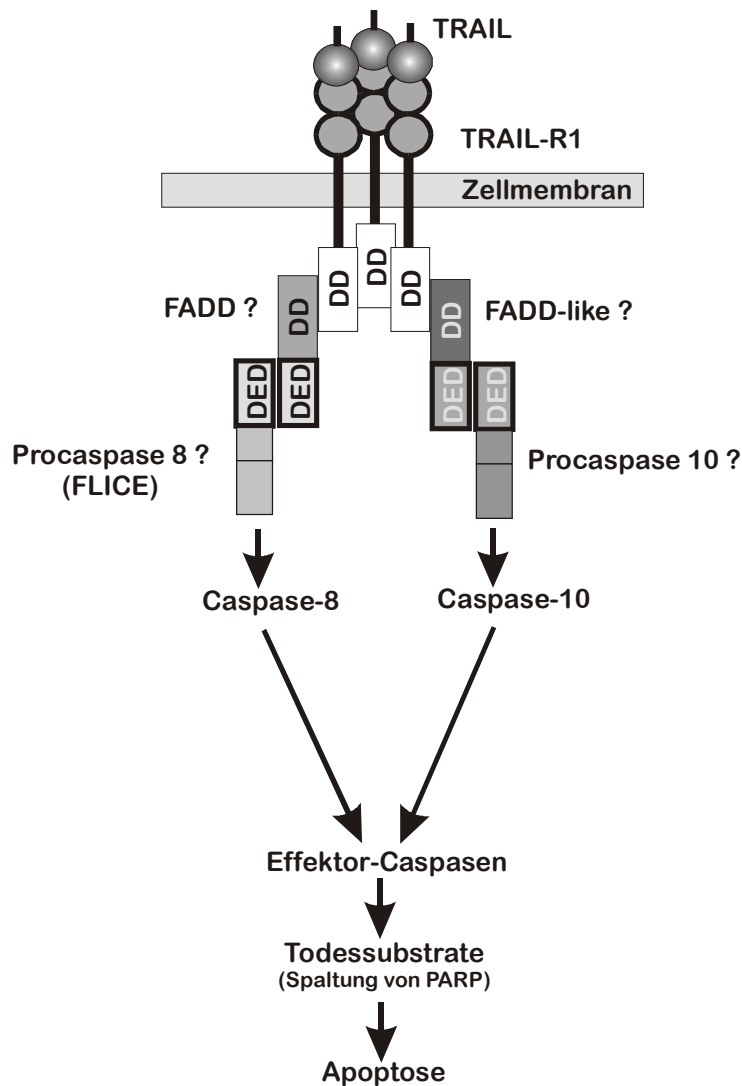 TRAIL
TRAIL-R1
Zellmembran
DD
DD
DD
FADD ?
DD
DD
FADD-like ?
DED
DED
DED
DED
Procaspase 8 ?
(FLICE)
Procaspase 10 ?
Caspase-8
Caspase-10
Effektor-Caspasen
Todessubstrate
(Spaltung von PARP)
Apoptose